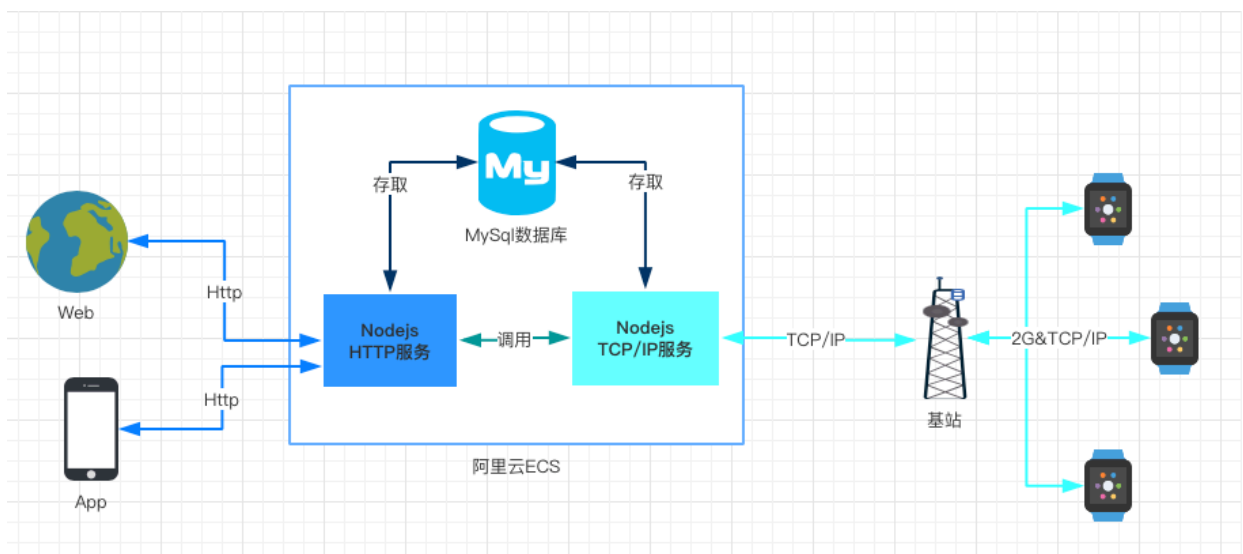 My
存取
存取
MySql数据库
Http
Web
Nodejs
HTTP服务
调用
Nodejs
TCP/IP服务
TCP/IP
2G&TCP/IP
Http
基站
阿里云ECS
App